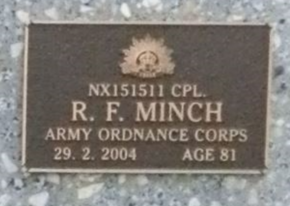 NX151511 CPL.
R. F. MINCH
ARMY ORDNANCE CORPS
29. 2. 2004 AGE 81